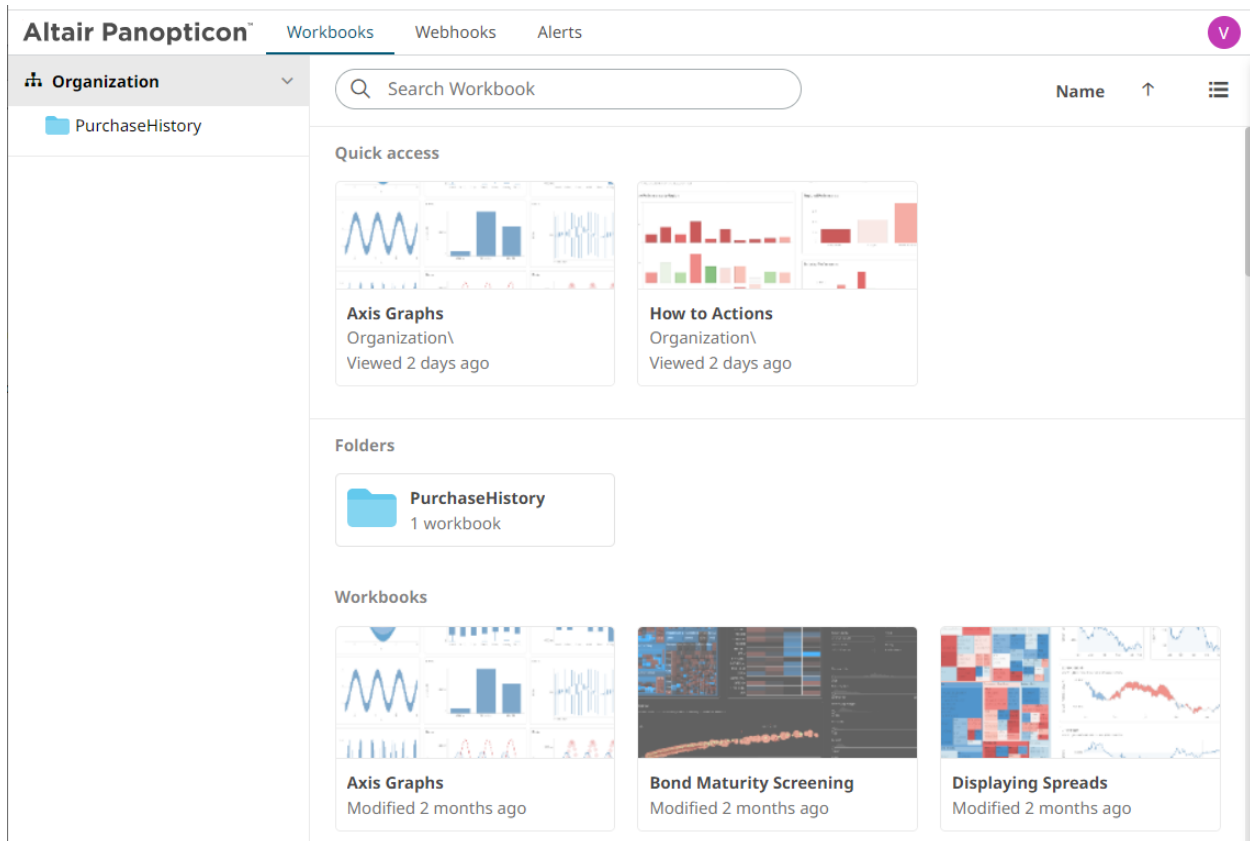 Altair Panopticon™ Workbooks Webhooks Alerts V
Organization
PurchaseHistory
Search Workbook
Name
Quick access
Axis Graphs
Organization\
Viewed 2 days ago
How to Actions
Organization\
Viewed 2 days ago
Folders
PurchaseHistory
1 workbook
Workbooks
Axis Graphs
Modified 2 months ago
Bond Maturity Screening
Modified 2 months ago
Displaying Spreads
Modified 2 months ago